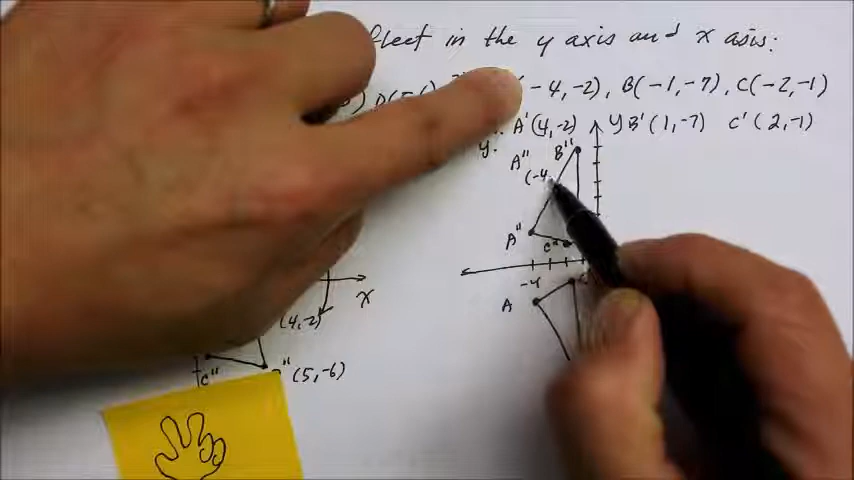 flect in the y axis and x asis:
(-4,-2), B(-1,-7), C(-2,-1)
A'(4,-2) y B'(1,-7) C'(2,-1)
y:
A" B"
(-4
A" C"
-4
A
x
(4,-2)
C" " (5,-6)